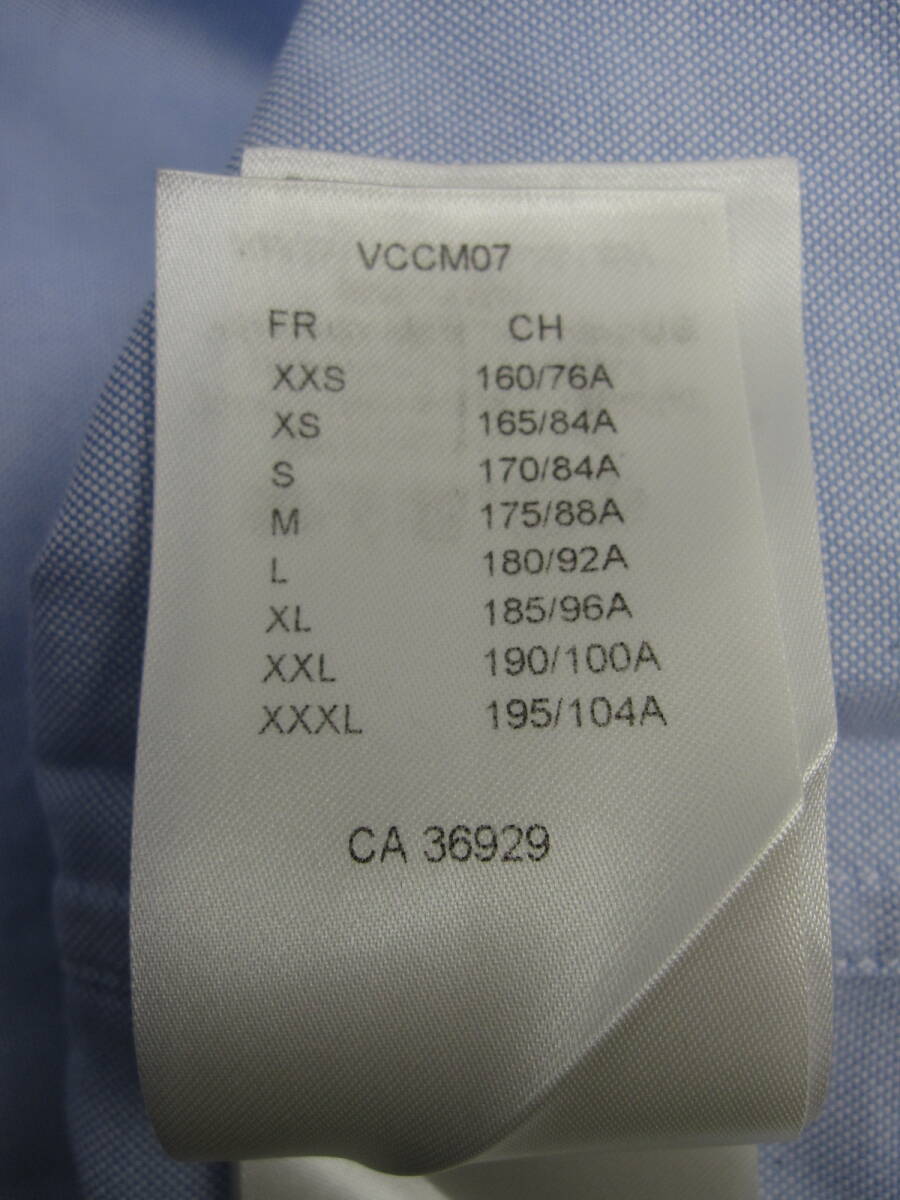 VCCM07
FR CH
XXS 160/76A
XS 165/84A
S 170/84A
M 175/88A
L 180/92A
XL 185/96A
XXL 190/100A
XXXL 195/104A
CA 36929